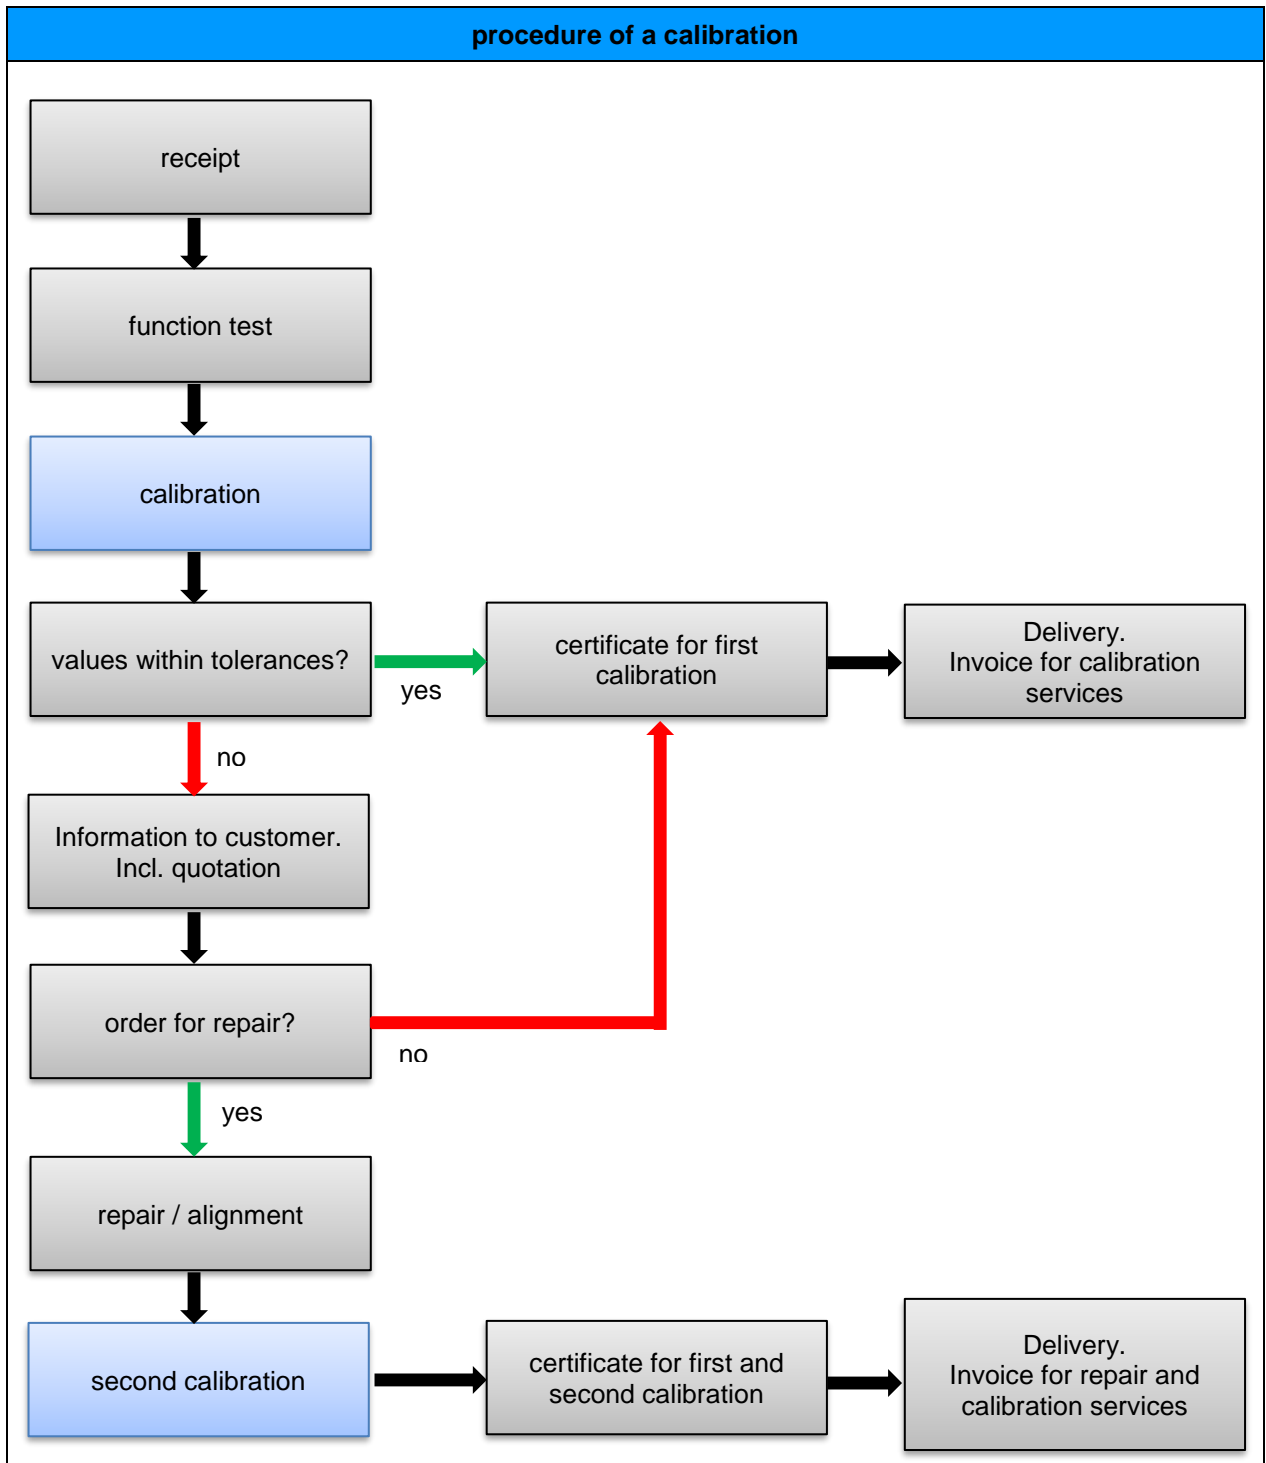 procedure of a calibration
receipt
function test
calibration
values within tolerances?
yes
certificate for first
calibration
Delivery.
Invoice for calibration
services
no
Information to customer.
Incl. quotation
order for repair?
no
yes
repair / alignment
second calibration
certificate for first and
second calibration
Delivery.
Invoice for repair and
calibration services